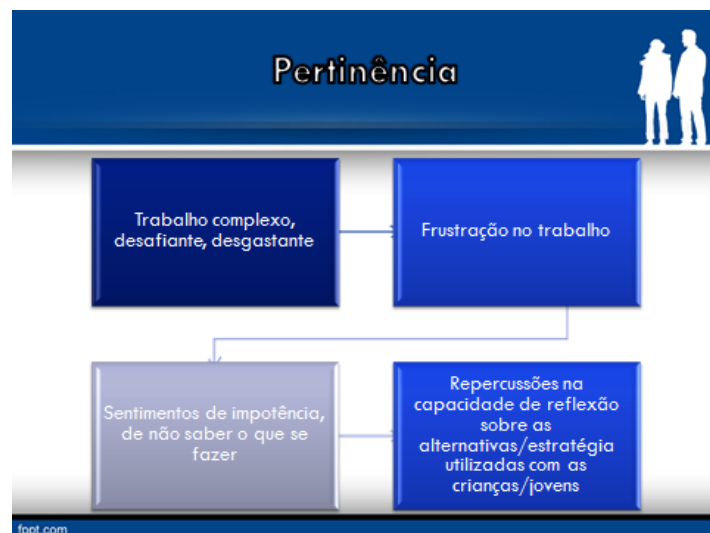 Pertinência
Trabalho complexo,
desafiante, desgastante
Frustração no trabalho
Sentimentos de impotência,
de não saber o que se
fazer
Repercussões na
capacidade de reflexão
sobre as
alternativas/estratégia
utilizadas com as
crianças/jovens
fppt.com